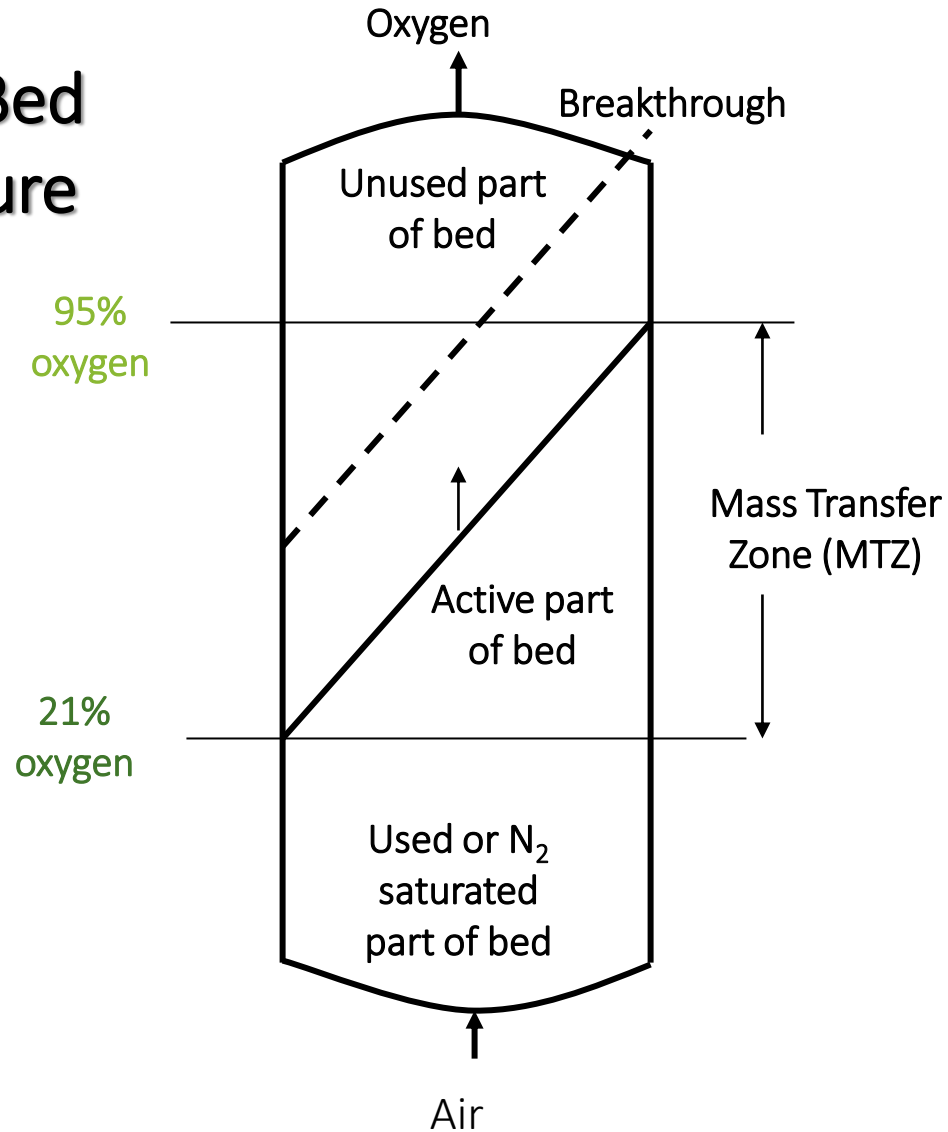 Oxygen
Bed
Breakthrough
ure
Unused part
of bed
95%
oxygen
Mass Transfer
Zone (MTZ)
Active part
of bed
21%
oxygen
Used or N₂
saturated
part of bed
Air